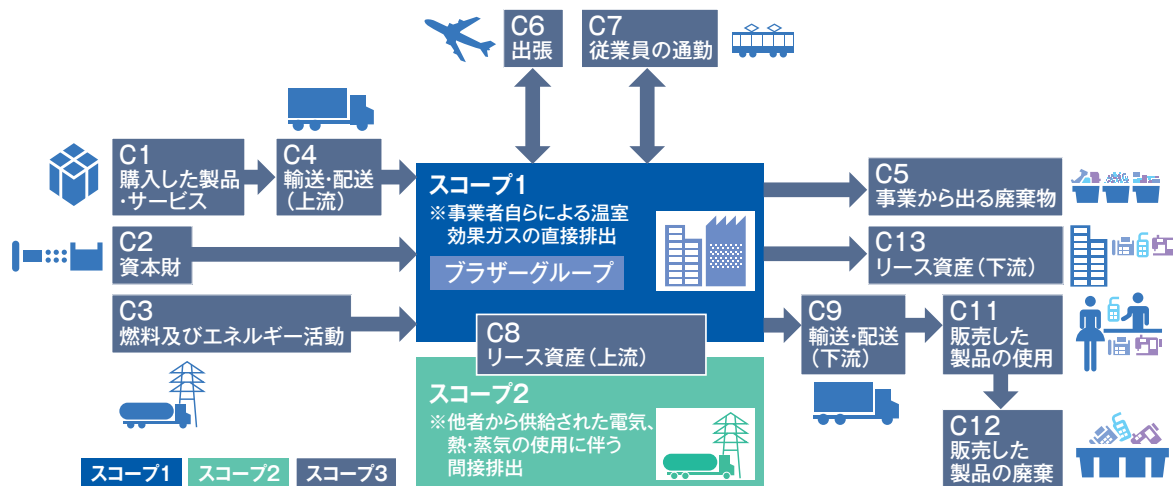 C6
出張
C7
従業員の通勤
C1
購入した製品
・サービス
C4
輸送・配送
(上流)
C2
資本財
C3
燃料及びエネルギー活動
スコープ1
※事業者自らによる温室
効果ガスの直接排出
ブラザーグループ
C8
リース資産(上流)
スコープ2
※他者から供給された電気、
熱・蒸気の使用に伴う
間接排出
C5
事業から出る廃棄物
C13
リース資産(下流)
C9
輸送・配送
(下流)
C11
販売した
製品の使用
C12
販売した
製品の廃棄
スコープ1
スコープ2
スコープ3